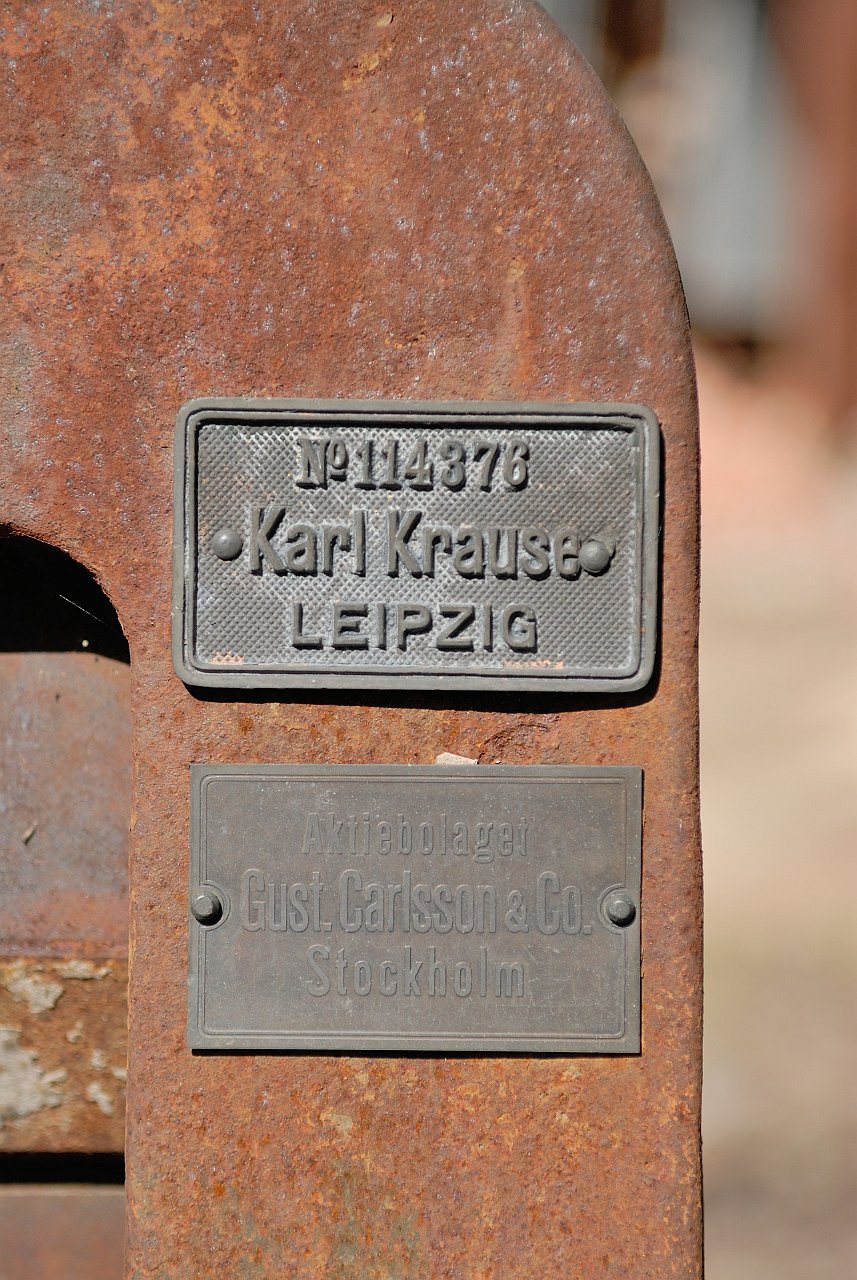 Nº 114376
Karl Krause
LEIPZIG
Aktiebolaget
Gust. Carlsson & Co.
Stockholm